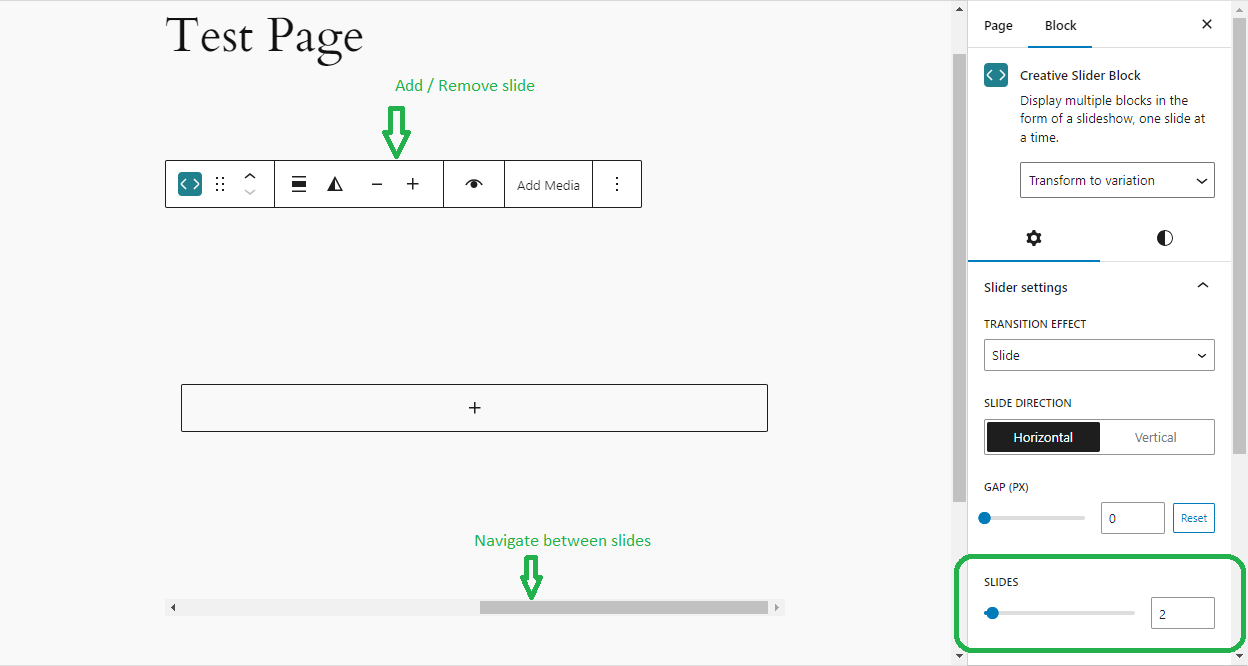 Test Page
Add / Remove slide
Add Media
Navigate between slides
Page
Block
Creative Slider Block
Display multiple blocks in the
form of a slideshow, one slide at
a time.
Transform to variation
Slider settings
TRANSITION EFFECT
Slide
SLIDE DIRECTION
Horizontal
Vertical
GAP (PX)
0
Reset
SLIDES
2